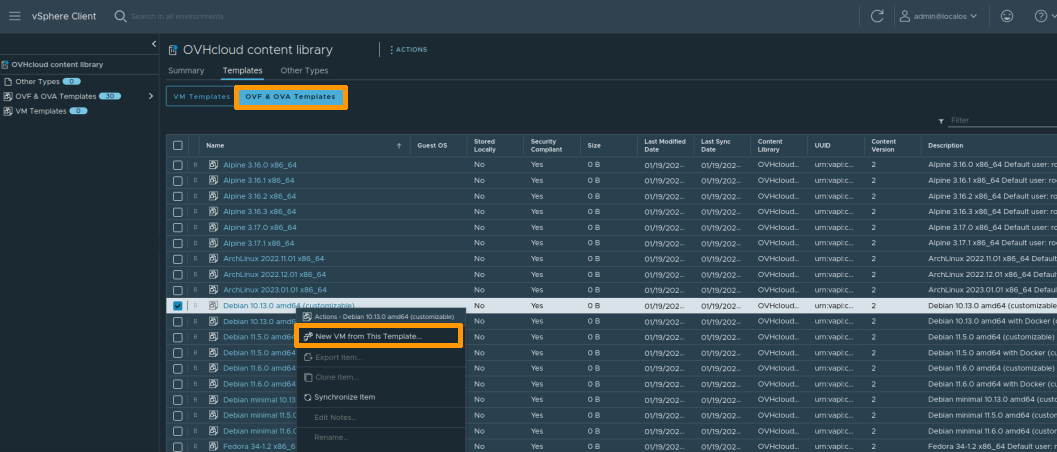 vSphere Client
Search in all environments
admin@localos
OVHcloud content library
Other Types 0
OVF & OVA Templates 30
VM Templates 0
OVHcloud content library
ACTIONS
Summary Templates Other Types
VM Templates OVF & OVA Templates
Filter
Name Guest OS Stored Locally Security Compliant Size Last Modified Date Last Sync Date Content Library UUID Content Version Description
Alpine 3.16.0 x86_64 No Yes 0 B 01/19/202... 01/19/202... OVHcloud... urn:vapi:c... 2 Alpine 3.16.0 x86_64 Default user: ro
Alpine 3.16.1 x86_64 No Yes 0 B 01/19/202... 01/19/202... OVHcloud... urn:vapi:c... 2 Alpine 3.16.1 x86_64 Default user: ro
Alpine 3.16.2 x86_64 No Yes 0 B 01/19/202... 01/19/202... OVHcloud... urn:vapi:c... 2 Alpine 3.16.2 x86_64 Default user: ro
Alpine 3.16.3 x86_64 No Yes 0 B 01/19/202... 01/19/202... OVHcloud... urn:vapi:c... 2 Alpine 3.16.3 x86_64 Default user: ro
Alpine 3.17.0 x86_64 No Yes 0 B 01/19/202... 01/19/202... OVHcloud... urn:vapi:c... 2 Alpine 3.17.0 x86_64 Default user: ro
Alpine 3.17.1 x86_64 No Yes 0 B 01/19/202... 01/19/202... OVHcloud... urn:vapi:c... 2 Alpine 3.17.1 x86_64 Default user: ro
ArchLinux 2022.11.01 x86_64 No Yes 0 B 01/19/202... 01/19/202... OVHcloud... urn:vapi:c... 2 ArchLinux 2022.11.01 x86_64 Defaul
ArchLinux 2022.12.01 x86_64 No Yes 0 B 01/19/202... 01/19/202... OVHcloud... urn:vapi:c... 2 ArchLinux 2022.12.01 x86_64 Defau
ArchLinux 2023.01.01 x86_64 No Yes 0 B 01/19/202... 01/19/202... OVHcloud... urn:vapi:c... 2 ArchLinux 2023.01.01 x86_64 Defaul
Debian 10.13.0 amd64 (customizable) No Yes 0 B 01/19/202... 01/19/202... OVHcloud... urn:vapi:c... 2 Debian 10.13.0 amd64 (customizable
Debian 10.13.0 amd6 No Yes 0 B 01/19/202... 01/19/202... OVHcloud... urn:vapi:c... 2 Debian 10.13.0 amd64 with Docker (
Debian 11.5.0 amd64 No Yes 0 B 01/19/202... 01/19/202... OVHcloud... urn:vapi:c... 2 Debian 11.5.0 amd64 (customizable)
Debian 11.5.0 amd64 No Yes 0 B 01/19/202... 01/19/202... OVHcloud... urn:vapi:c... 2 Debian 11.5.0 amd64 with Docker (c
Debian 11.6.0 amd64 No Yes 0 B 01/19/202... 01/19/202... OVHcloud... urn:vapi:c... 2 Debian 11.6.0 amd64 (customizable)
Debian 11.6.0 amd64 No Yes 0 B 01/19/202... 01/19/202... OVHcloud... urn:vapi:c... 2 Debian 11.6.0 amd64 with Docker (c
Debian minimal 10.13 No Yes 0 B 01/19/202... 01/19/202... OVHcloud... urn:vapi:c... 2 Debian minimal 10.13.0 amd64 (custo
Debian minimal 11.5.0 No Yes 0 B 01/19/202... 01/19/202... OVHcloud... urn:vapi:c... 2 Debian minimal 11.5.0 amd64 (custo
Debian minimal 11.6.0 No Yes 0 B 01/19/202... 01/19/202... OVHcloud... urn:vapi:c... 2 Debian minimal 11.6.0 amd64 (custo
Fedora 34-1.2 x86_6 No Yes 0 B 01/19/202... 01/19/202... OVHcloud... urn:vapi:c... 2 Fedora 34-1.2 x86_64 Default user: r
Actions - Debian 10.13.0 amd64 (customizable)
New VM from This Template...
Export Item...
Clone Item...
Synchronize Item
Edit Notes...
Rename...